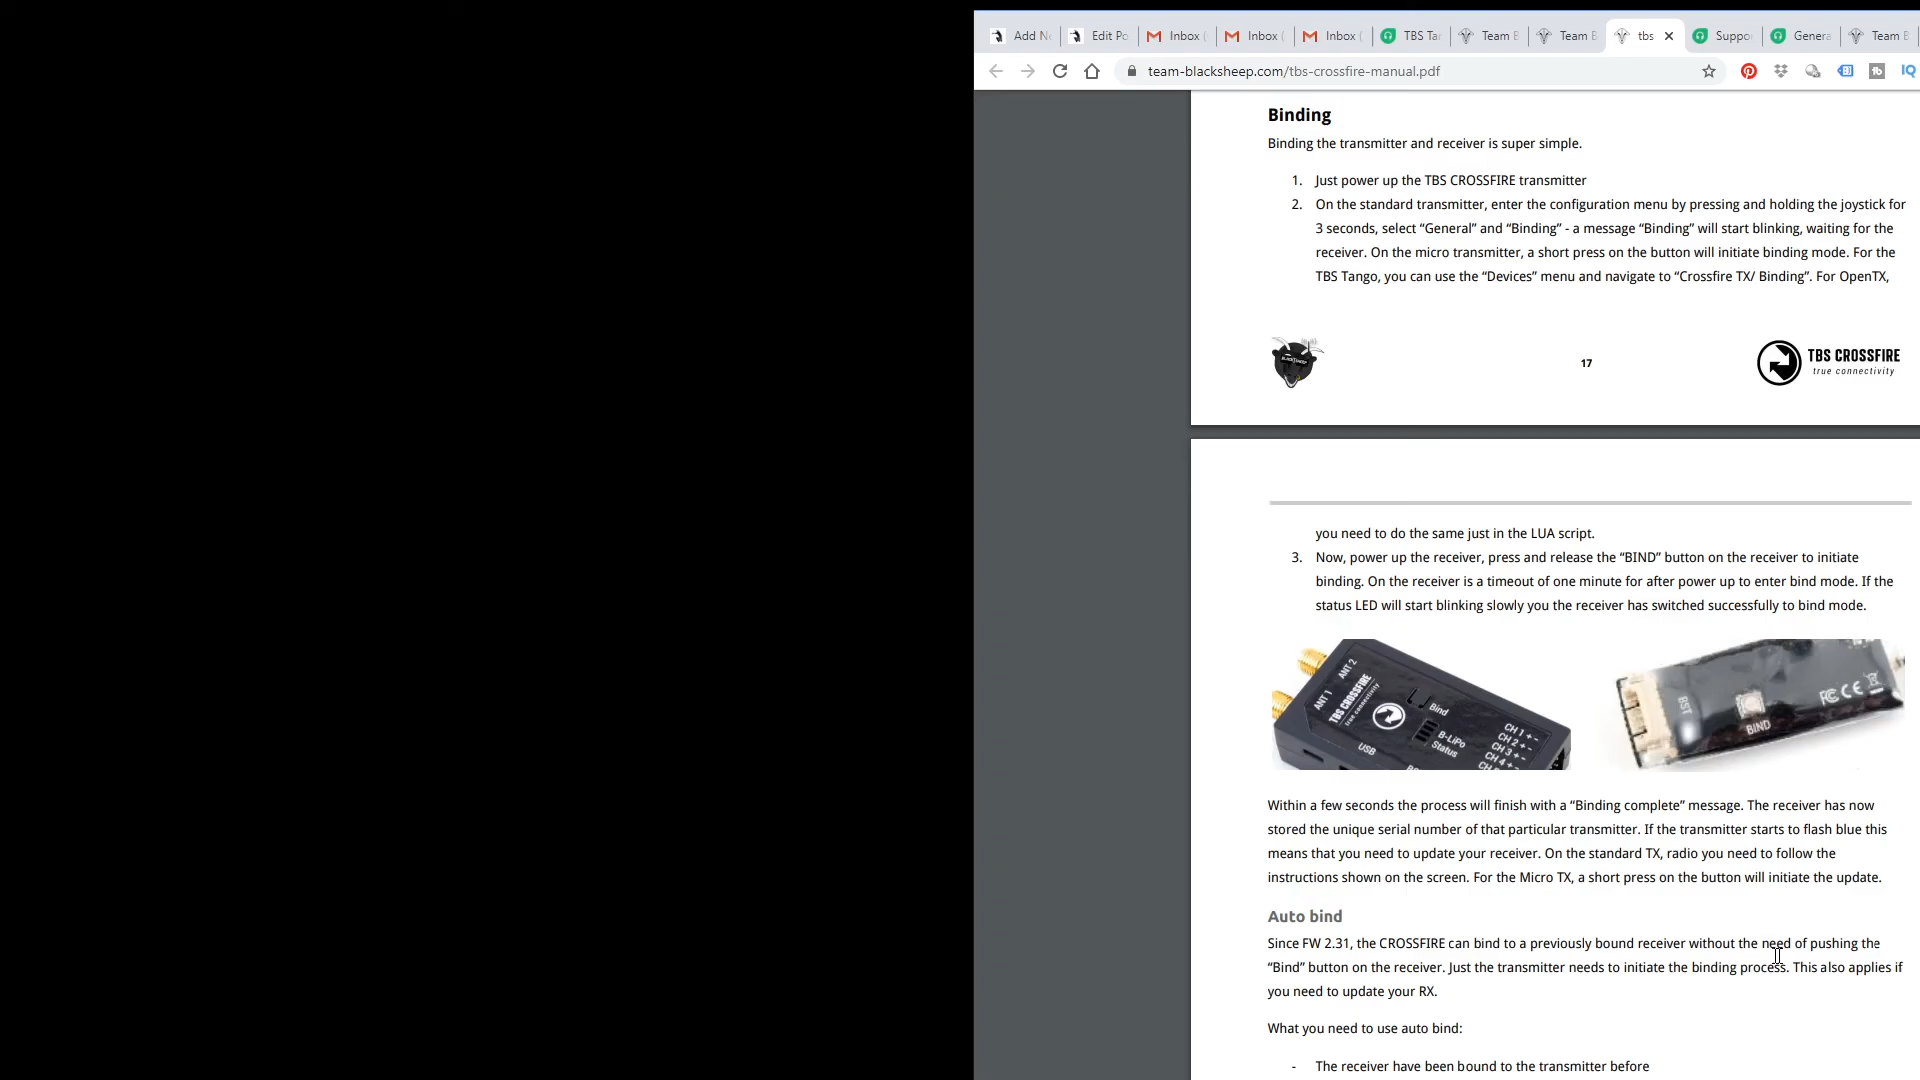 Add N
Edit Po
Inbox (
Inbox (
Inbox (
TBS Tan
Team B
Team B
tbs
Suppo
Genera
Team B
team-blacksheep.com/tbs-crossfire-manual.pdf
Binding
Binding the transmitter and receiver is super simple.
1. Just power up the TBS CROSSFIRE transmitter
2. On the standard transmitter, enter the configuration menu by pressing and holding the joystick for
3 seconds, select “General” and “Binding” - a message “Binding” will start blinking, waiting for the
receiver. On the micro transmitter, a short press on the button will initiate binding mode. For the
TBS Tango, you can use the “Devices” menu and navigate to “Crossfire TX/ Binding”. For OpenTX,
17
TBS CROSSFIRE
true connectivity
you need to do the same just in the LUA script.
3. Now, power up the receiver, press and release the “BIND” button on the receiver to initiate
binding. On the receiver is a timeout of one minute for after power up to enter bind mode. If the
status LED will start blinking slowly you the receiver has switched successfully to bind mode.
ANT 1
ANT 2
TBS CROSSFIRE
true connectivity
Bind
B-LiPo
Status
USB
CH 1 + -
CH 2 + -
CH 3 + -
CH 4 + -
BST
BIND
FC CE
Within a few seconds the process will finish with a “Binding complete” message. The receiver has now
stored the unique serial number of that particular transmitter. If the transmitter starts to flash blue this
means that you need to update your receiver. On the standard TX, radio you need to follow the
instructions shown on the screen. For the Micro TX, a short press on the button will initiate the update.
Auto bind
Since FW 2.31, the CROSSFIRE can bind to a previously bound receiver without the need of pushing the
“Bind” button on the receiver. Just the transmitter needs to initiate the binding process. This also applies if
you need to update your RX.
What you need to use auto bind:
- The receiver have been bound to the transmitter before